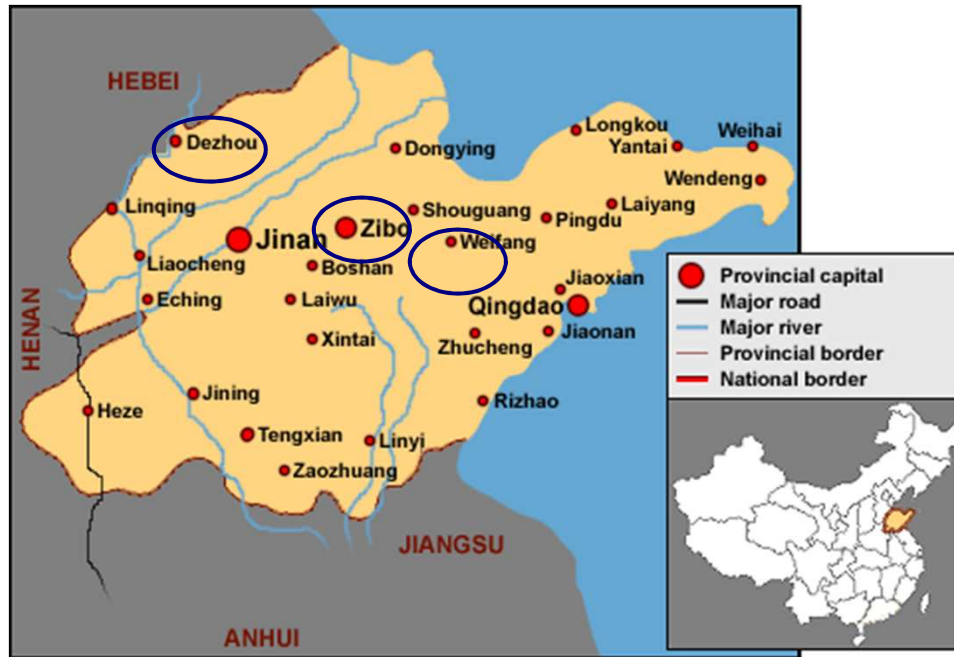 HEBEI
Dezhou
Longkou
Weihai
Yantai
Dongying
Wendeng
Linqing
Shouguang
Laiyang
Pingdu
Zibo
Jinan
Weifang
Liaocheng
Boshan
Jiaoxian
Eching
Laiwu
Qingdao
Xintai
Zhucheng
Jiaonan
HENAN
Jining
Rizhao
Heze
Tengxian
Linyi
Zaozhuang
JIANGSU
ANHUI
Provincial capital
Major road
Major river
Provincial border
National border